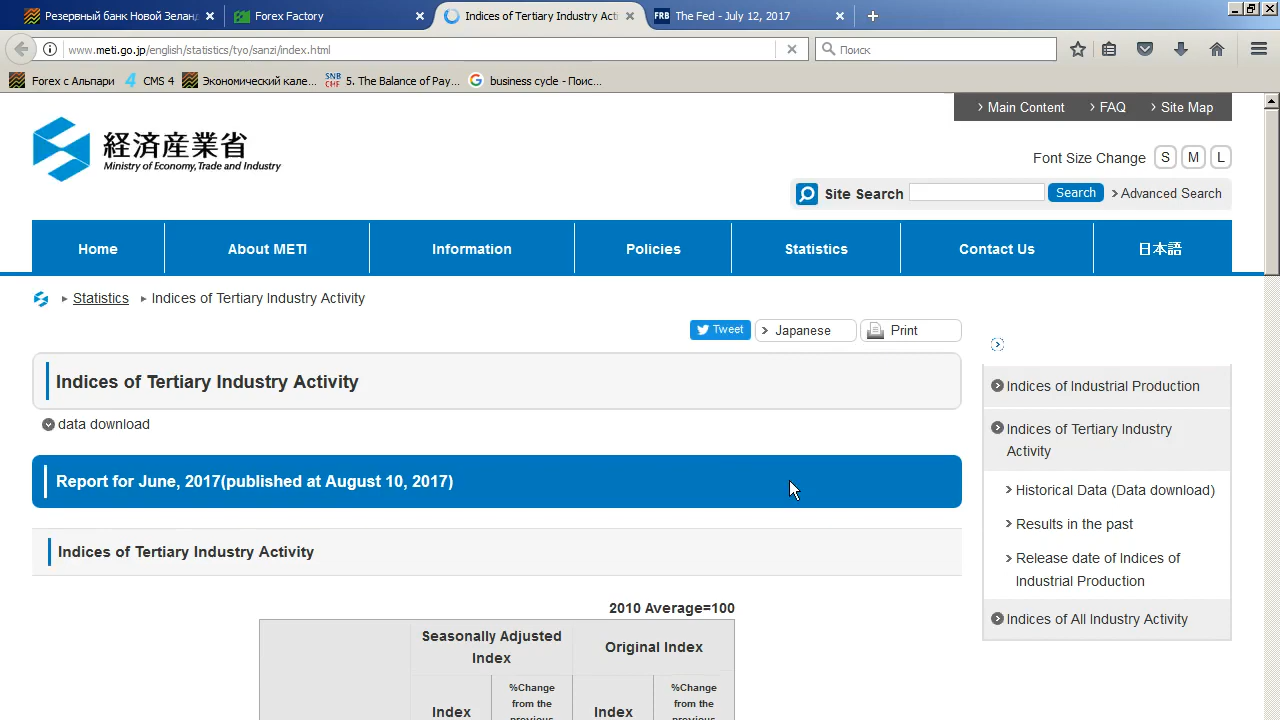 Резервный банк Новой Зелан
Forex Factory
Indices of Tertiary Industry Acti
The Fed - July 12, 2017
www.meti.go.jp/english/statistics/tyo/sanzi/index.html
Поиск
Forex с Альпари
CMS 4
Экономический кале...
SNB CHF
5. The Balance of Pay...
business cycle - Поис...
Main Content
FAQ
Site Map
経済産業省
Ministry of Economy, Trade and Industry
Font Size Change S M L
Site Search
Search
Advanced Search
Home
About METI
Information
Policies
Statistics
Contact Us
日本語
Statistics
Indices of Tertiary Industry Activity
Tweet
Japanese
Print
Indices of Tertiary Industry Activity
data download
Report for June, 2017(published at August 10, 2017)
Indices of Tertiary Industry Activity
2010 Average=100
Seasonally Adjusted
Index
Original Index
Index
%Change
from the
previous
Index
%Change
from the
previous
Indices of Industrial Production
Indices of Tertiary Industry
Activity
Historical Data (Data download)
Results in the past
Release date of Indices of
Industrial Production
Indices of All Industry Activity